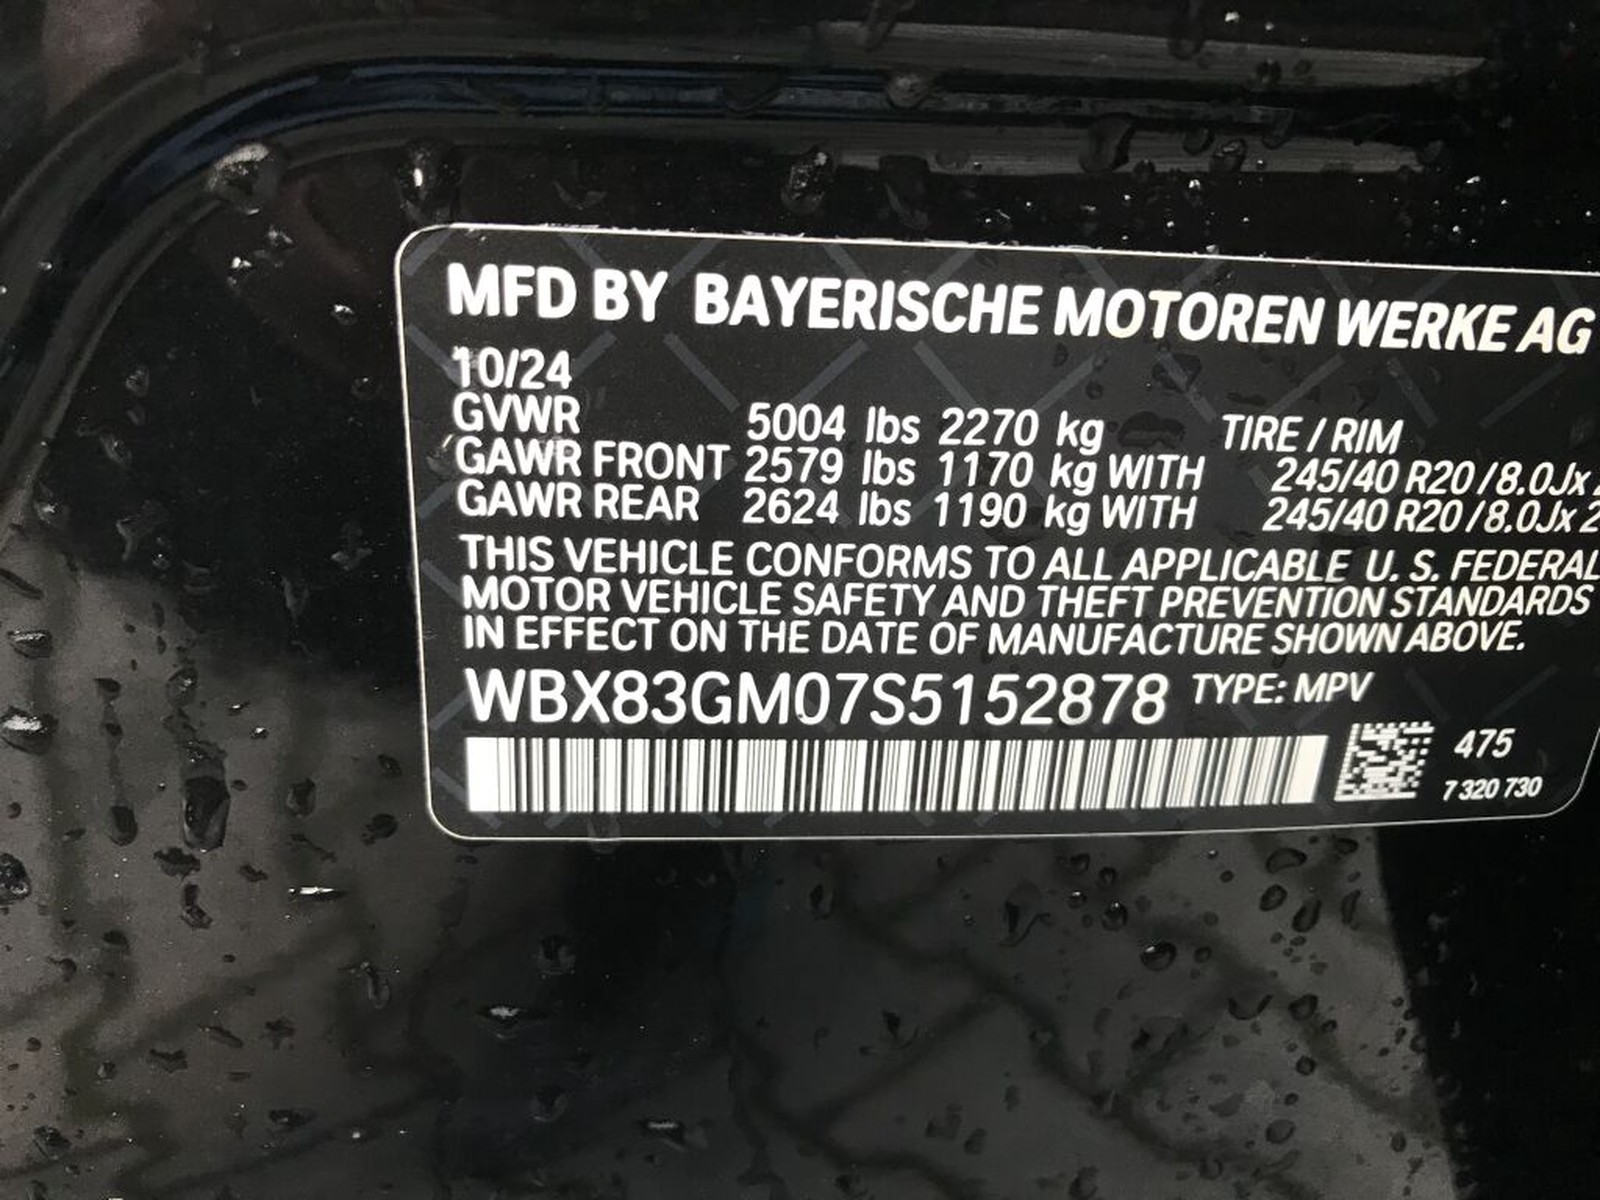 MFD BY BAYERISCHE MOTOREN WERKE AG
10/24
GVWR 5004 lbs 2270 kg TIRE / RIM
GAWR FRONT 2579 lbs 1170 kg WITH 245/40 R20 /8.0Jx
GAWR REAR 2624 lbs 1190 kg WITH 245/40 R20 /8.0Jx 2
THIS VEHICLE CONFORMS TO ALL APPLICABLE U. S. FEDERAL
MOTOR VEHICLE SAFETY AND THEFT PREVENTION STANDARDS
IN EFFECT ON THE DATE OF MANUFACTURE SHOWN ABOVE.
WBX83GM07S5152878 TYPE: MPV
475
7 320 730